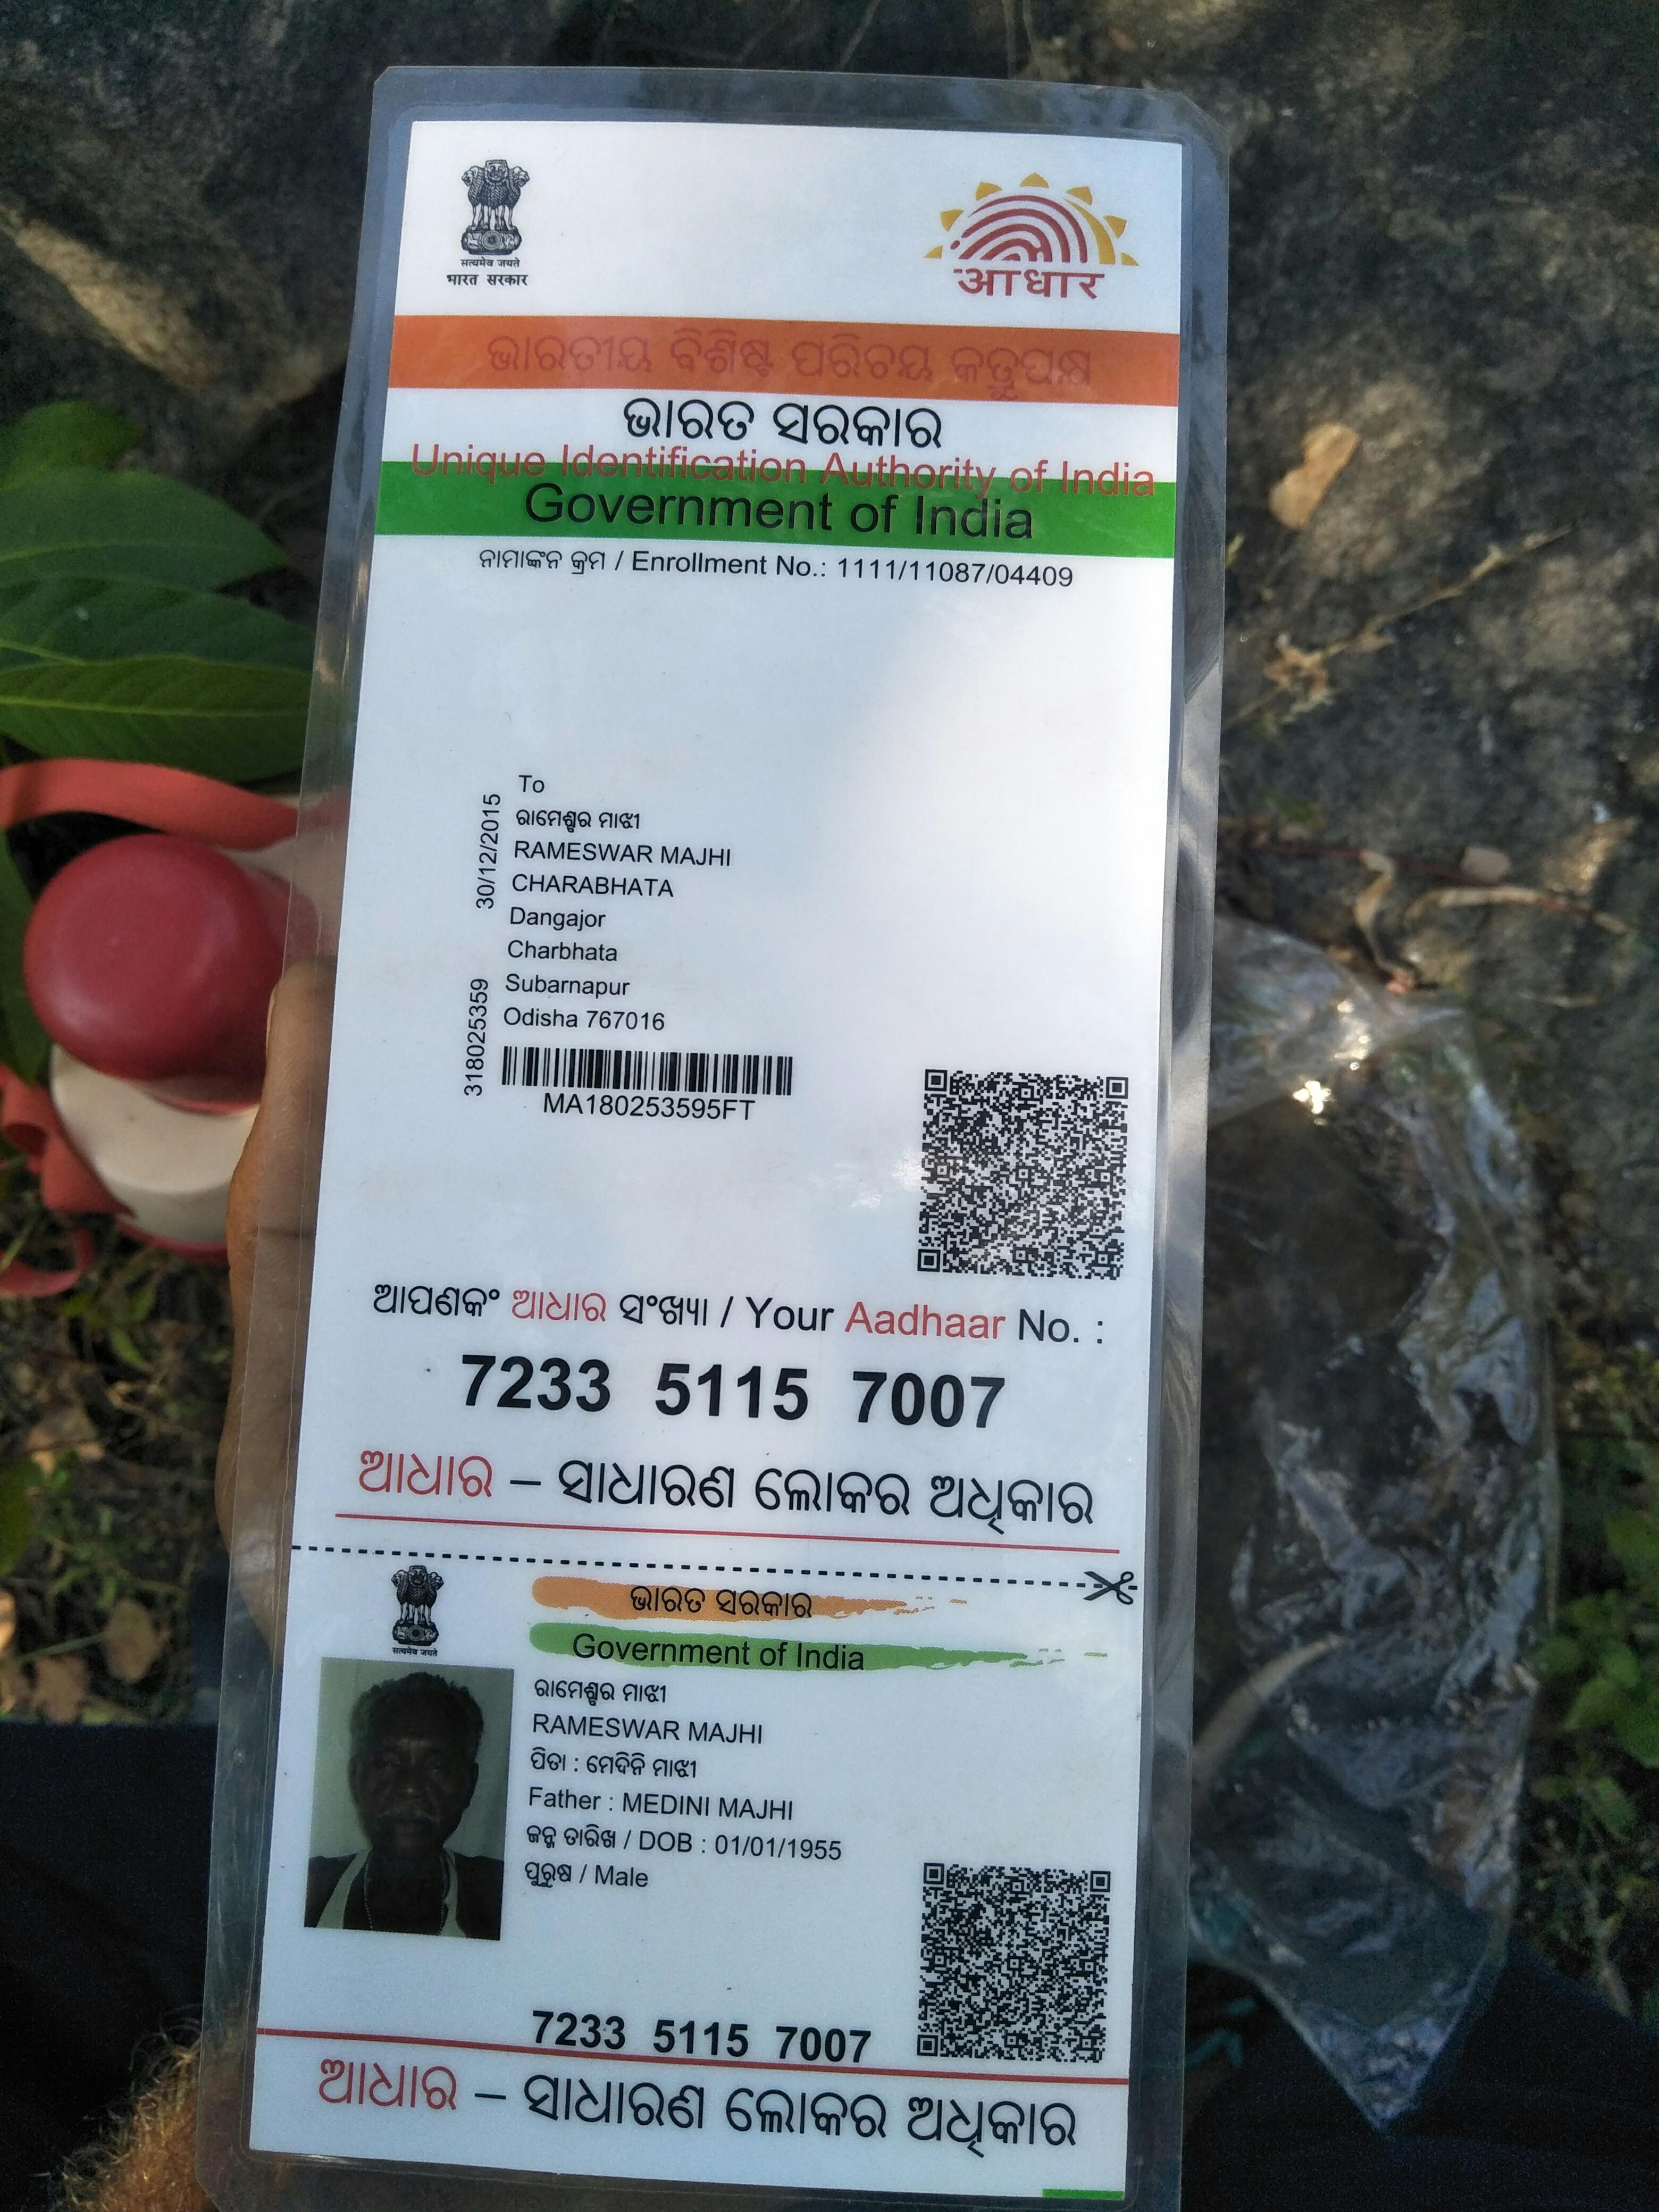 सत्यमेव जयते
भारत सरकार
आधार
ଭାରତୀୟ ବିଶିଷ୍ଟ ପରିଚୟ କର୍ତ୍ତୃପକ୍ଷ
ଭାରତ ସରକାର
Unique Identification Authority of India
Government of India
ନାମାଙ୍କନ କ୍ରମ / Enrollment No.: 1111/11087/04409
30/12/2015
318025359
To
ରାମେଶ୍ବର ମାଝୀ
RAMESWAR MAJHI
CHARABHATA
Dangajor
Charbhata
Subarnapur
Odisha 767016
MA180253595FT
ଆପଣକଂ ଆଧାର ସଂଖ୍ୟା / Your Aadhaar No. :
7233 5115 7007
ଆଧାର – ସାଧାରଣ ଲୋକର ଅଧିକାର
सत्यमेव जयते
ଭାରତ ସରକାର
Government of India
ରାମେଶ୍ବର ମାଝୀ
RAMESWAR MAJHI
ପିତା : ମେଦିନି ମାଝୀ
Father : MEDINI MAJHI
ଜନ୍ମ ତାରିଖ / DOB : 01/01/1955
ପୁରୁଷ / Male
7233 5115 7007
ଆଧାର – ସାଧାରଣ ଲୋକର ଅଧିକାର